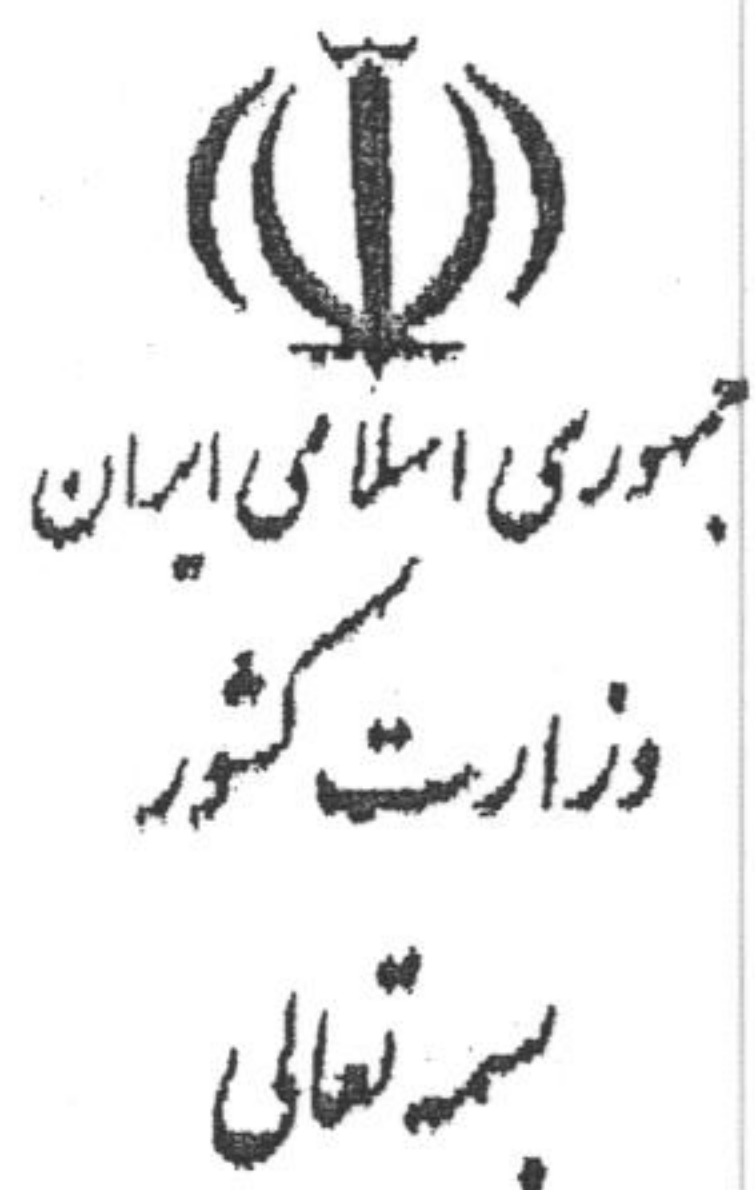 جمهوری اسلامی ایران
وزارت کشور
بسمه تعالی